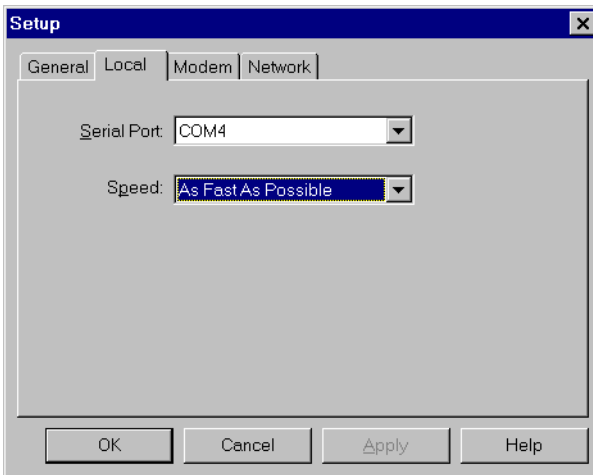 Setup
General Local Modem Network
Serial Port: COM4
Speed: As Fast As Possible
OK Cancel Apply Help